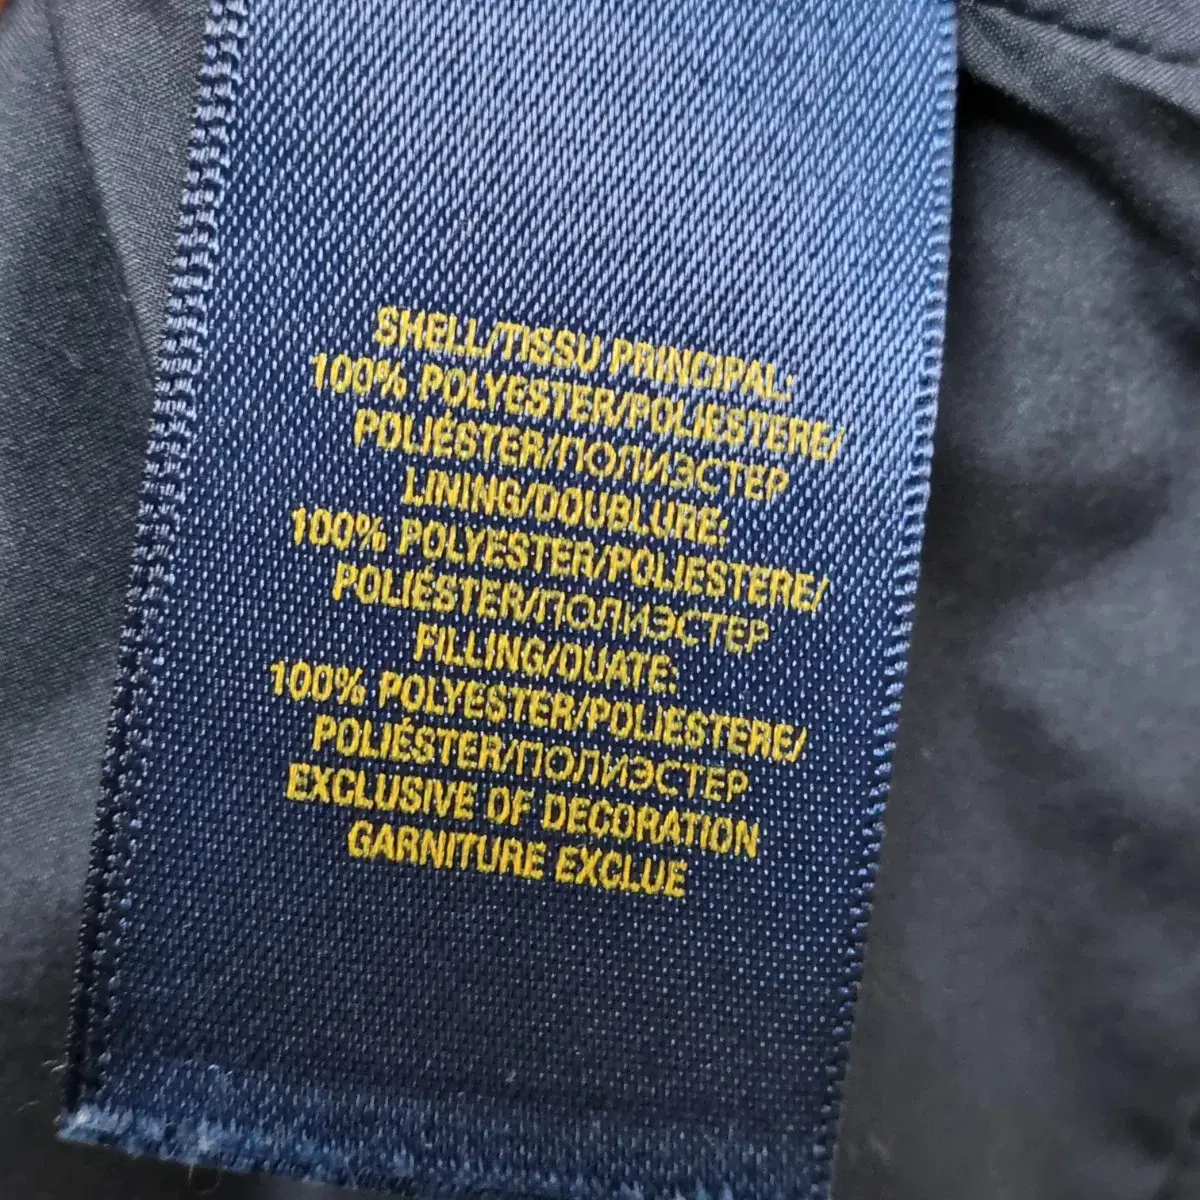 SHELL/TISSU PRINCIPAL:
100% POLYESTER/POLIESTERE/
POLIÉSTER/ПОЛИЭСТЕР
LINING/DOUBLURE:
100% POLYESTER/POLIESTERE/
POLIÉSTER/ПОЛИЭСТЕР
FILLING/OUATE:
100% POLYESTER/POLIESTERE/
POLIÉSTER/ПОЛИЭСТЕР
EXCLUSIVE OF DECORATION
GARNITURE EXCLUE